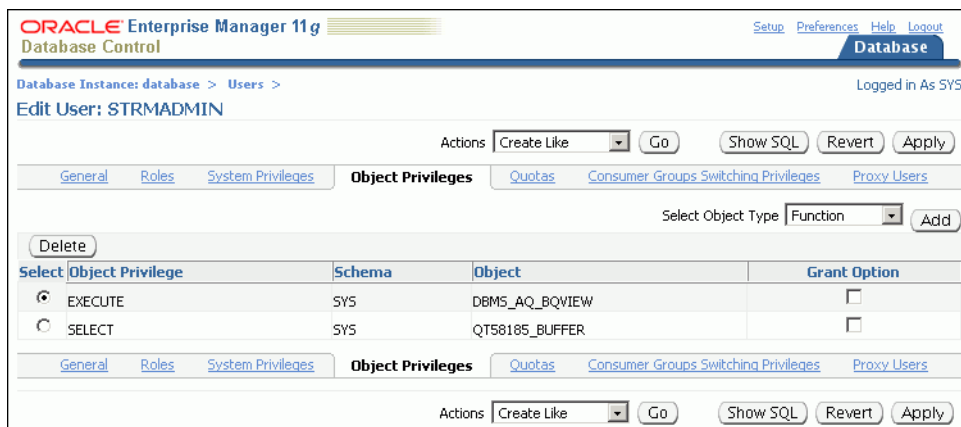 ORACLE Enterprise Manager 11g
Database Control
Setup Preferences Help Logout
Database
Database Instance: database > Users >
Logged in As SYS
Edit User: STRMADMIN
Actions Create Like Go Show SQL Revert Apply
General Roles System Privileges Object Privileges Quotas Consumer Groups Switching Privileges Proxy Users
Select Object Type Function Add
Delete
Select Object Privilege Schema Object Grant Option
EXECUTE SYS DBMS_AQ_BQVIEW
SELECT SYS QT58185_BUFFER
General Roles System Privileges Object Privileges Quotas Consumer Groups Switching Privileges Proxy Users
Actions Create Like Go Show SQL Revert Apply